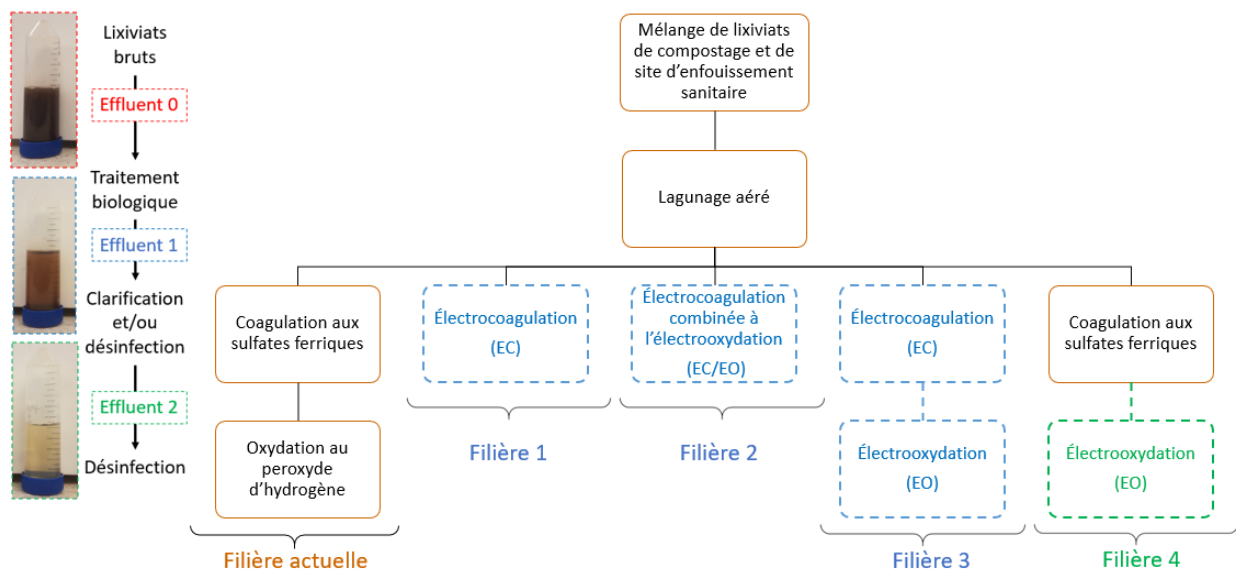 Lixiviats
bruts
Effluent 0
Traitement
biologique
Effluent 1
Clarification
et/ou
désinfection
Effluent 2
Désinfection
Mélange de lixiviats
de compostage et de
site d'enfouissement
sanitaire
Lagunage aéré
Coagulation aux
sulfates ferriques
Oxydation au
peroxyde
d'hydrogène
Filière actuelle
Électrocoagulation
(EC)
Filière 1
Électrocoagulation
combinée à
l'électrooxydation
(EC/EO)
Filière 2
Électrocoagulation
(EC)
Électrooxydation
(EO)
Filière 3
Coagulation aux
sulfates ferriques
Électrooxydation
(EO)
Filière 4